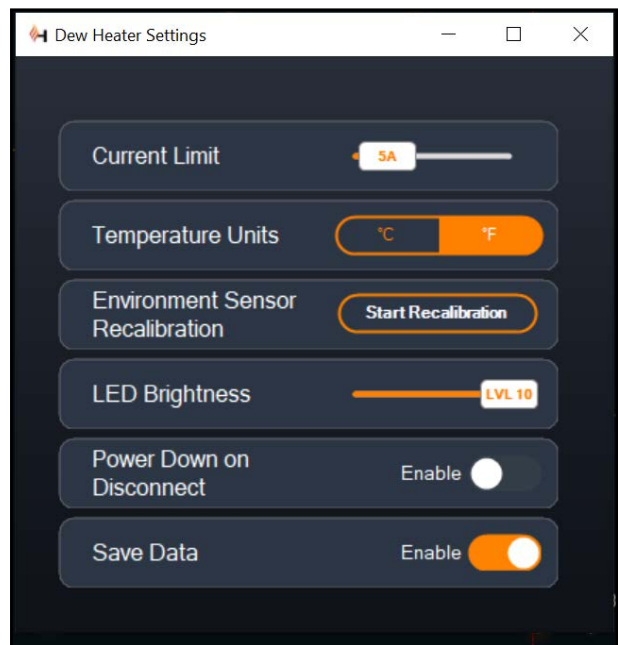 Dew Heater Settings
Current Limit
5A
Temperature Units
°C
°F
Environment Sensor
Recalibration
Start Recalibration
LED Brightness
LVL 10
Power Down on
Disconnect
Enable
Save Data
Enable